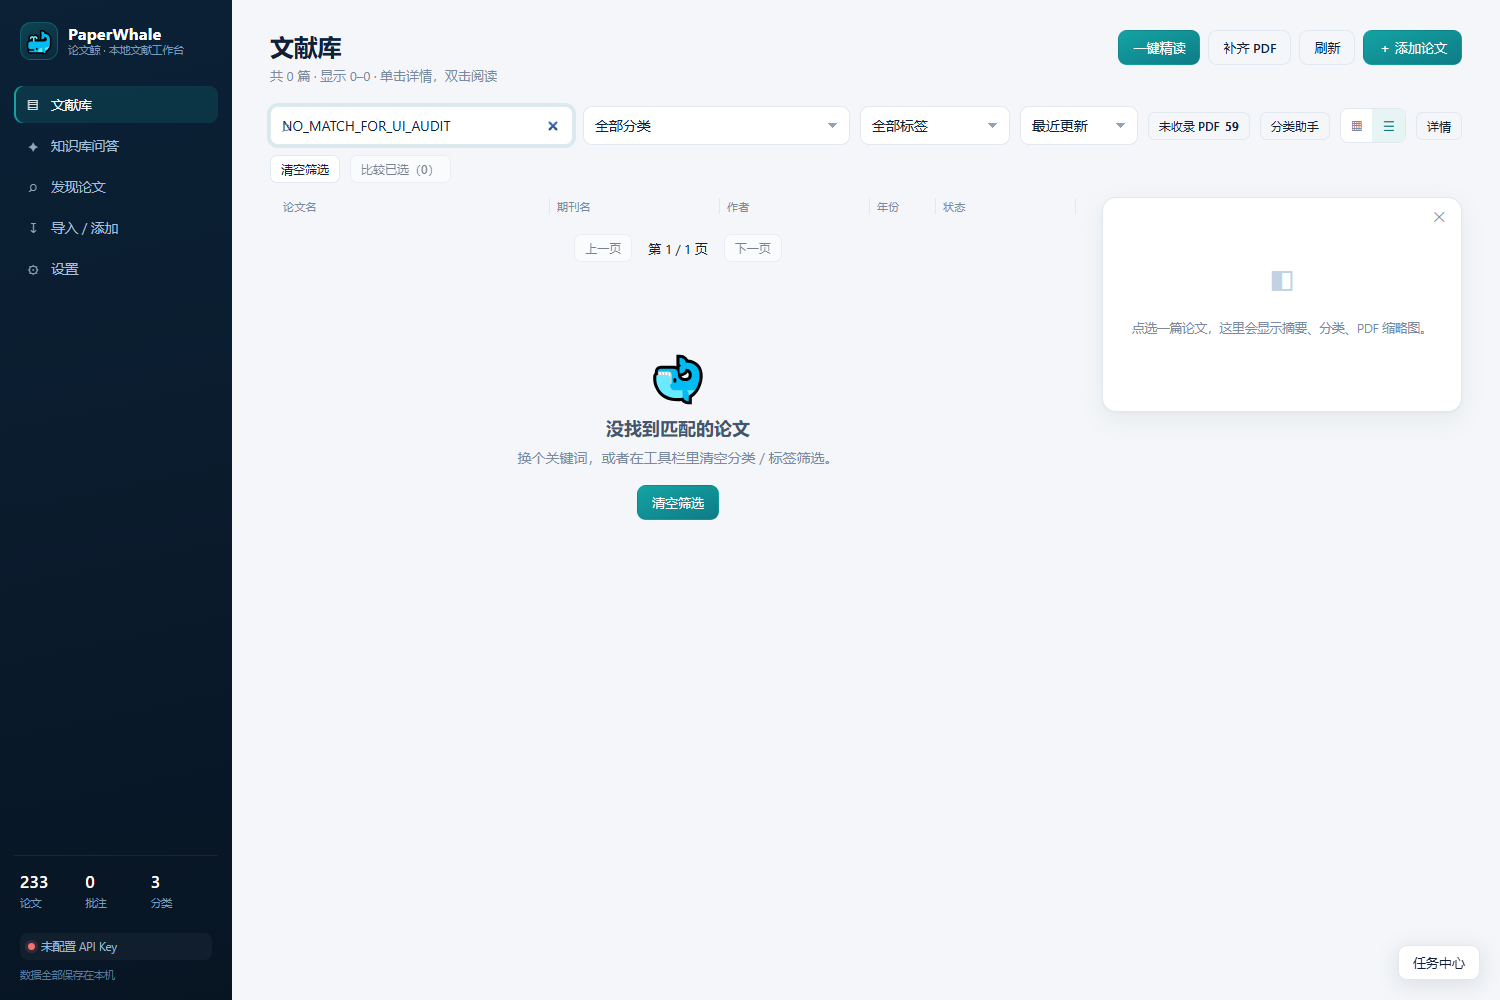 PaperWhale
论文鲸 · 本地文献工作台
文献库
知识库问答
发现论文
导入 / 添加
设置
233
论文
0
批注
3
分类
未配置 API Key
数据全部保存在本机
文献库
共 0 篇 · 显示 0–0 · 单击详情，双击阅读
一键精读
补齐 PDF
刷新
+ 添加论文
NO_MATCH_FOR_UI_AUDIT
全部分类
全部标签
最近更新
未收录 PDF 59
分类助手
详情
清空筛选
比较已选（0）
论文名
期刊名
作者
年份
状态
上一页
第 1 / 1 页
下一页
没找到匹配的论文
换个关键词，或者在工具栏里清空分类 / 标签筛选。
清空筛选
点选一篇论文，这里会显示摘要、分类、PDF 缩略图。
任务中心